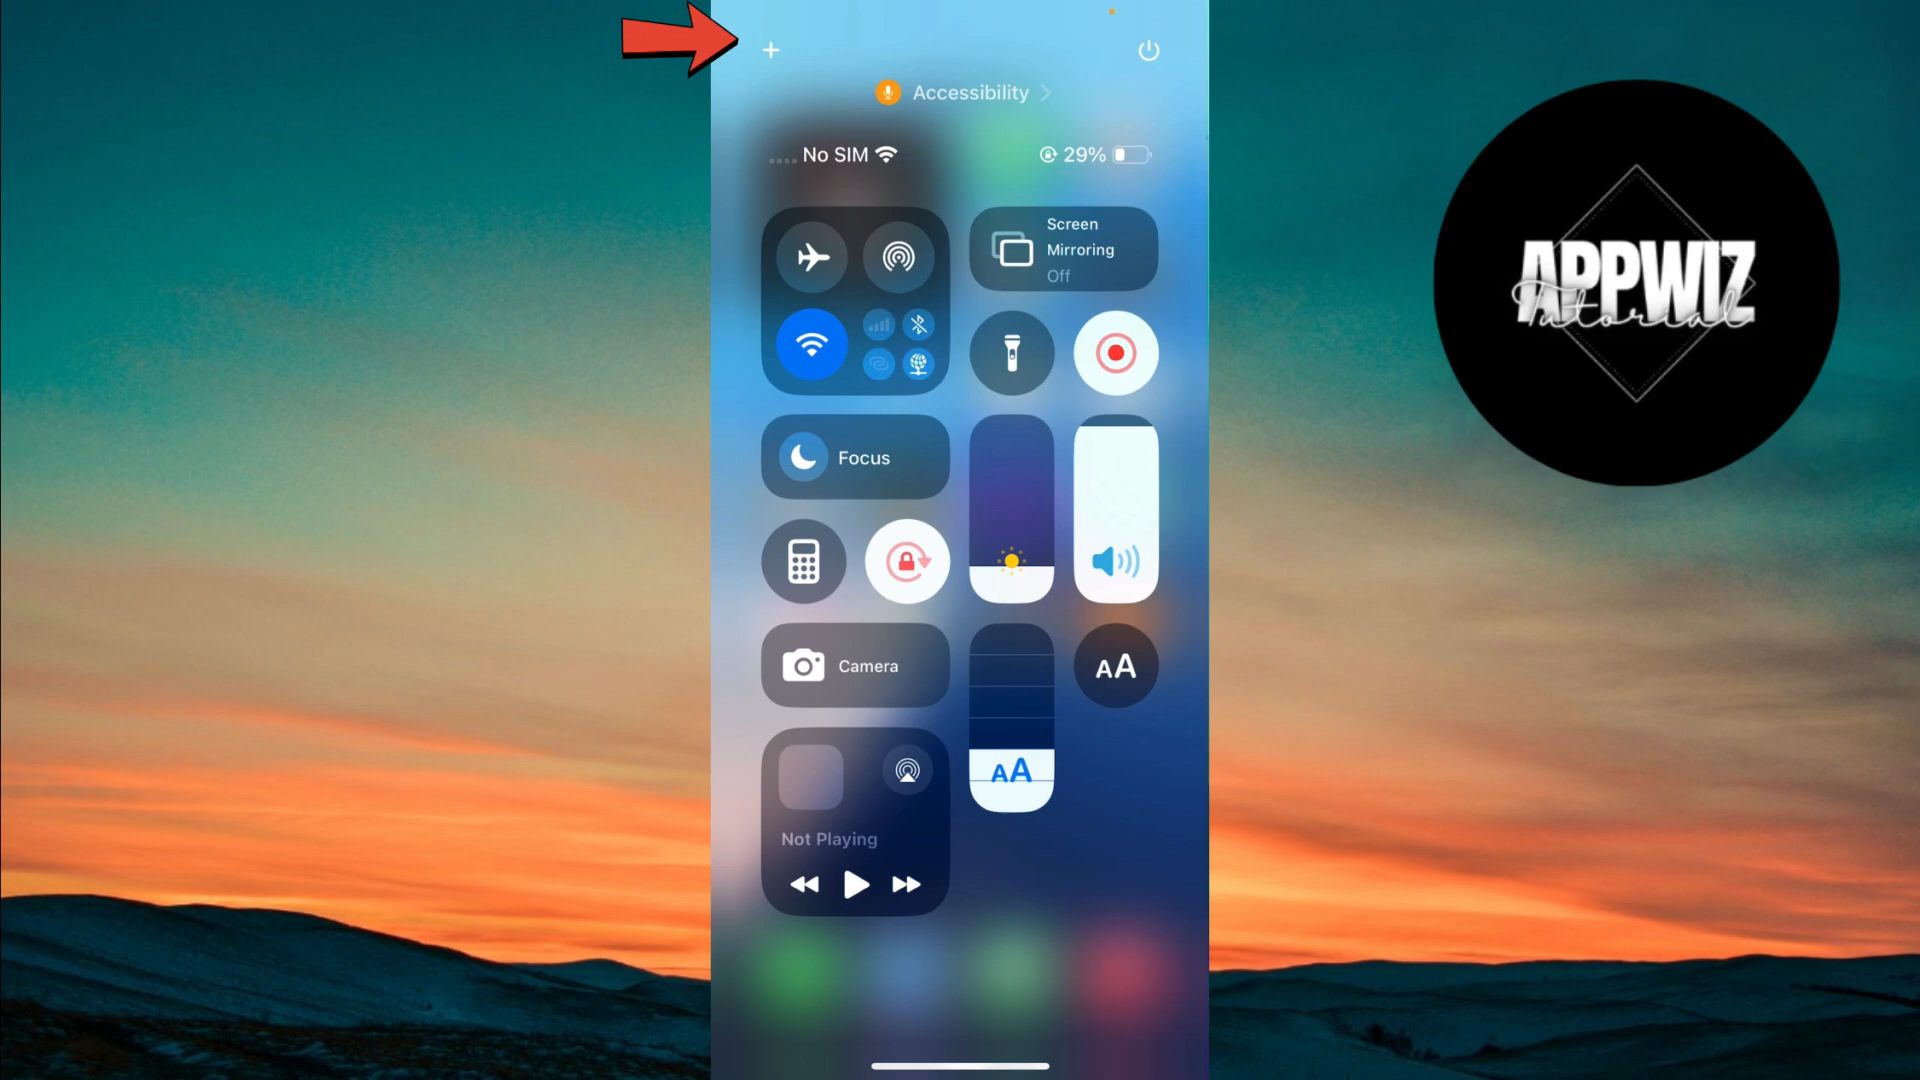 Accessibility
No SIM
29%
Screen
Mirroring
Off
Focus
AA
Camera
AA
Not Playing
APPWIZ
Tutorial